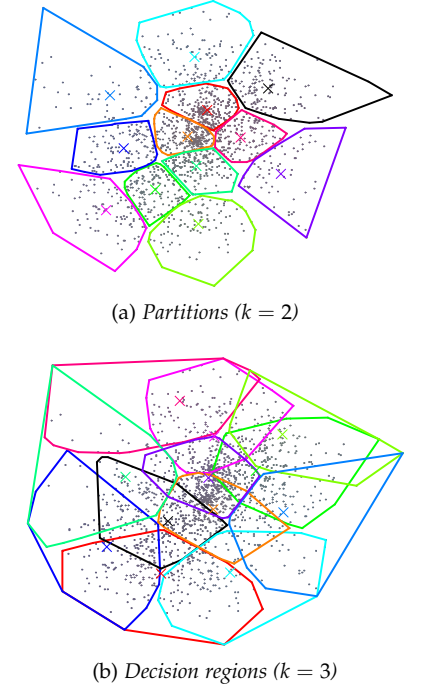 (a) Partitions (k = 2)
(b) Decision regions (k = 3)